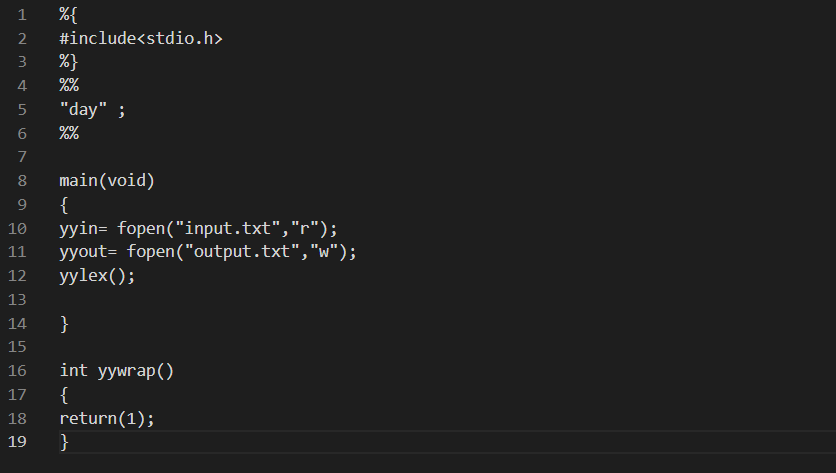 1 %{
2 #include<stdio.h>
3 %}
4 %%
5 "day" ;
6 %%
7
8 main(void)
9 {
10 yyin= fopen("input.txt","r");
11 yyout= fopen("output.txt","w");
12 yylex();
13
14 }
15
16 int yywrap()
17 {
18 return(1);
19 }